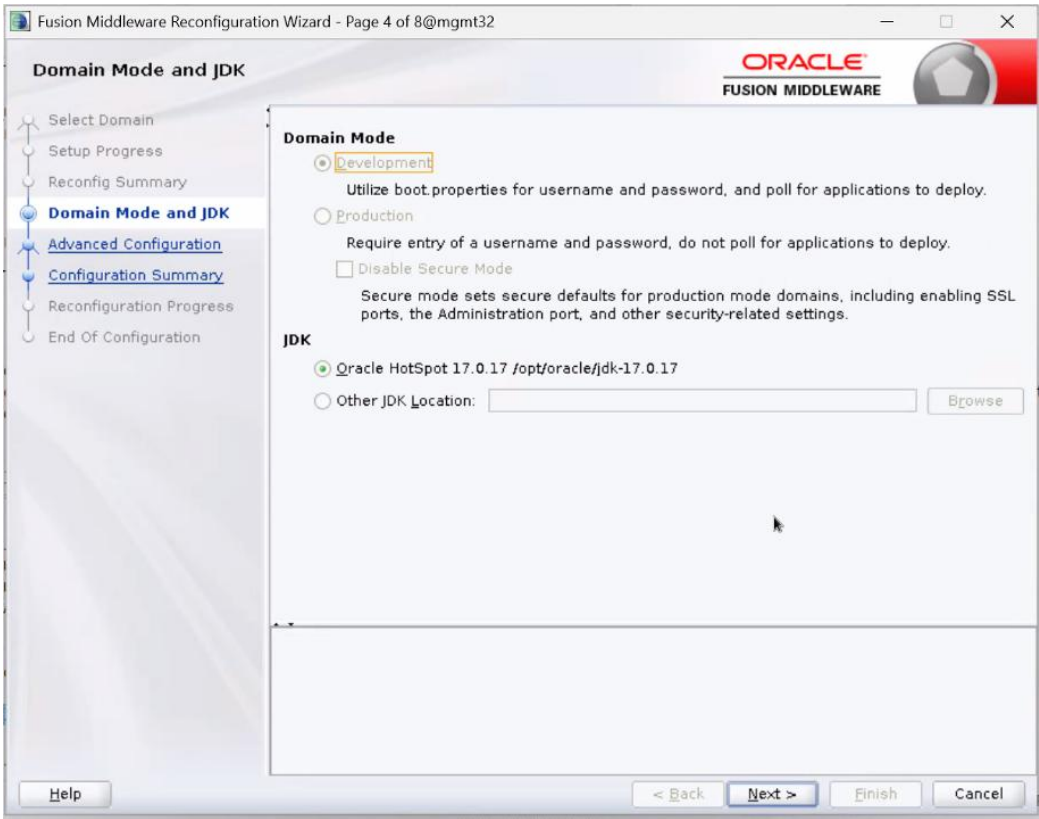 Fusion Middleware Reconfiguration Wizard - Page 4 of 8@mgmt32
Domain Mode and JDK
ORACLE
FUSION MIDDLEWARE
Select Domain
Setup Progress
Reconfig Summary
Domain Mode and JDK
Advanced Configuration
Configuration Summary
Reconfiguration Progress
End Of Configuration
Domain Mode
Development
Utilize boot.properties for username and password, and poll for applications to deploy.
Production
Require entry of a username and password, do not poll for applications to deploy.
Disable Secure Mode
Secure mode sets secure defaults for production mode domains, including enabling SSL
ports, the Administration port, and other security-related settings.
JDK
Oracle HotSpot 17.0.17 /opt/oracle/jdk-17.0.17
Other JDK Location:
Browse
Help
< Back
Next >
Finish
Cancel